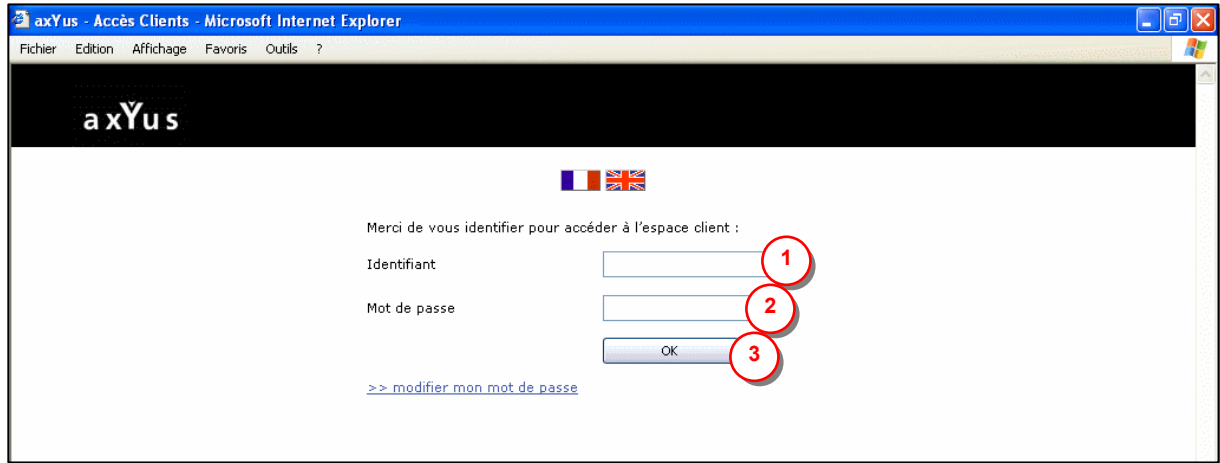 axYus - Accès Clients - Microsoft Internet Explorer
Fichier Edition Affichage Favoris Outils ?
axYus
Merci de vous identifier pour accéder à l'espace client :
Identifiant
1
Mot de passe
2
OK
3
>> modifier mon mot de passe